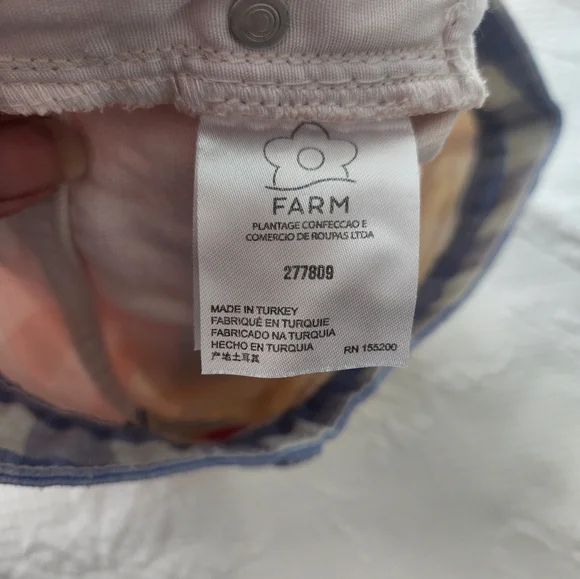 FARM
PLANTAGE CONFECCAO E
COMERCIO DE ROUPAS LTDA
277809
MADE IN TURKEY
FABRIQUÉ EN TURQUIE
FABRICADO NA TURQUIA
HECHO EN TURQUIA
产地土耳其
RN 155200